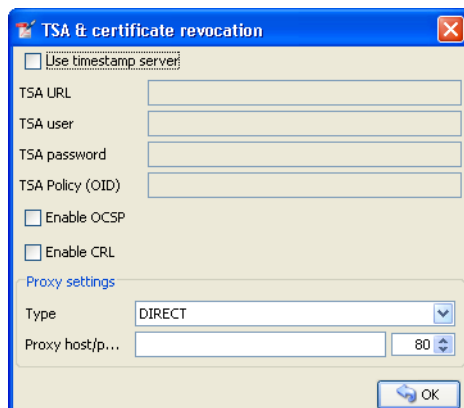 TSA & certificate revocation
Use timestamp server
TSA URL
TSA user
TSA password
TSA Policy (OID)
Enable OCSP
Enable CRL
Proxy settings
Type DIRECT
Proxy host/p... 80
OK